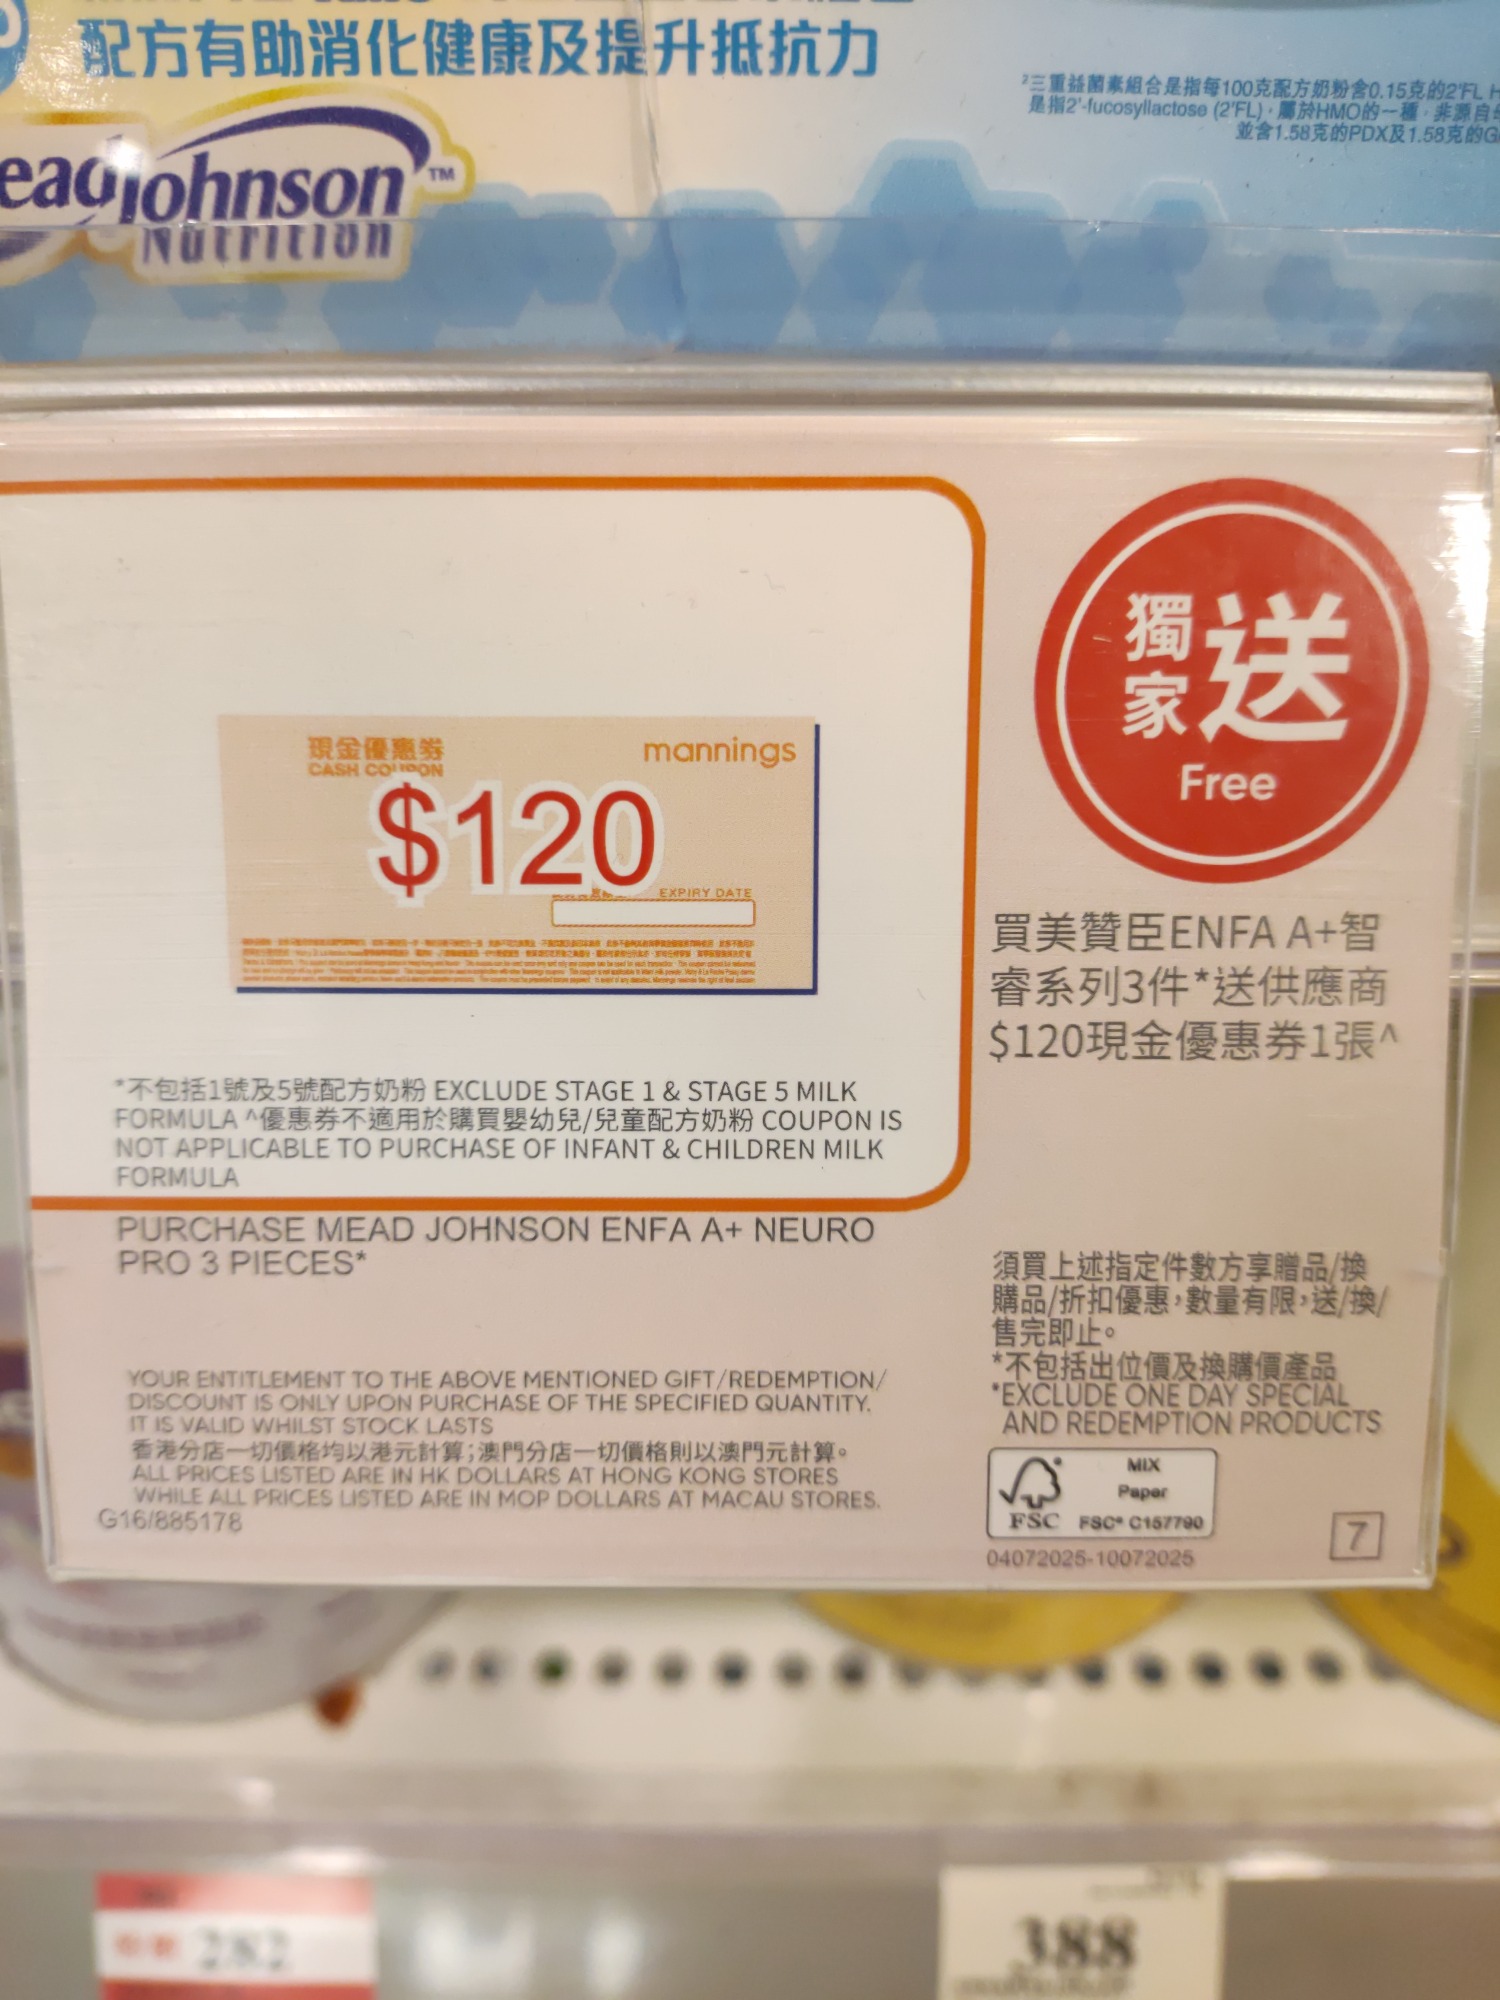 配方有助消化健康及提升抵抗力
²三重益菌素組合是指每100克配方奶粉含0.15克的2'FL
是指2'-fucosyllactose (2'FL)，屬於HMO的一種，非源自
並含1.58克的PDX及1.58克的
eadJohnson™
Nutrition
現金優惠券
CASH COUPON
mannings
$120
EXPIRY DATE
獨家送
Free
買美贊臣ENFA A+智
睿系列3件*送供應商
$120現金優惠券1張^
*不包括1號及5號配方奶粉 EXCLUDE STAGE 1 & STAGE 5 MILK
FORMULA ^優惠券不適用於購買嬰幼兒/兒童配方奶粉 COUPON IS
NOT APPLICABLE TO PURCHASE OF INFANT & CHILDREN MILK
FORMULA
PURCHASE MEAD JOHNSON ENFA A+ NEURO
PRO 3 PIECES*
須買上述指定件數方享贈品/換
購品/折扣優惠，數量有限，送/換/
售完即止。
*不包括出位價及換購價產品
*EXCLUDE ONE DAY SPECIAL
AND REDEMPTION PRODUCTS
YOUR ENTITLEMENT TO THE ABOVE MENTIONED GIFT/REDEMPTION/
DISCOUNT IS ONLY UPON PURCHASE OF THE SPECIFIED QUANTITY.
IT IS VALID WHILST STOCK LASTS
香港分店一切價格均以港元計算；澳門分店一切價格則以澳門元計算。
ALL PRICES LISTED ARE IN HK DOLLARS AT HONG KONG STORES
WHILE ALL PRICES LISTED ARE IN MOP DOLLARS AT MACAU STORES.
G16/885178
FSC
MIX
Paper
FSC® C157790
04072025-10072025
7
282
388